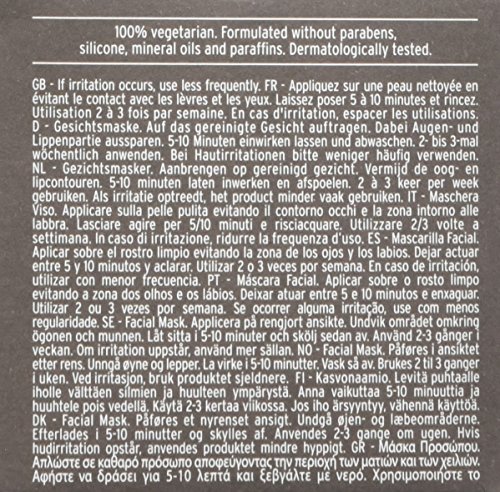 100% vegetarian. Formulated without parabens,
silicone, mineral oils and paraffins. Dermatologically tested.
GB - If irritation occurs, use less frequently. FR - Appliquez sur une peau nettoyée en
évitant le contact avec les lèvres et les yeux. Laissez poser 5 à 10 minutes et rincez.
Utilisation 2 à 3 fois par semaine. En cas d'irritation, espacer les utilisations.
D - Gesichtsmaske. Auf das gereinigte Gesicht auftragen. Dabei Augen- und
Lippenpartie aussparen. 5-10 Minuten einwirken lassen und abwaschen. 2- bis 3-mal
wöchentlich anwenden. Bei Hautirritationen bitte weniger häufig verwenden.
NL - Gezichtsmasker. Aanbrengen op gereinigd gezicht. Vermijd de oog- en
lipcontouren. 5-10 minuten laten inwerken en afspoelen. 2 à 3 keer per week
gebruiken. Als irritatie optreedt, het product minder vaak gebruiken. IT - Maschera
Viso. Applicare sulla pelle pulita evitando il contorno occhi e la zona intorno alle
labbra. Lasciare agire per 5/10 minuti e risciacquare. Utilizzare 2/3 volte a
settimana. In caso di irritazione, ridurre la frequenza d'uso. ES - Mascarilla Facial.
Aplicar sobre el rostro limpio evitando la zona de los ojos y los labios. Dejar actuar
entre 5 y 10 minutos y aclarar. Utilizar 2 o 3 veces por semana. En caso de irritación,
utilizar con menor frecuencia. PT - Máscara Facial. Aplicar sobre o rosto limpo
evitando a zona dos olhos e os lábios. Deixar atuar entre 5 e 10 minutos e enxaguar.
Utilizar 2 ou 3 vezes por semana. Se ocorrer alguma irritação, use com menos
regularidade. SE - Facial Mask. Applicera på rengjort ansikte. Undvik området omkring
ögonen och munnen. Låt sitta i 5-10 minuter och skölj sedan av. Använd 2-3 gånger i
veckan. Om irritation uppstår, använd mer sällan. NO - Facial Mask. Påføres i ansiktet
etter rens. Unngå øyne og lepper. La virke i 5-10 minutter. Vask så av. Brukes 2 til 3 ganger
i uken. Ved irritasjon, bruk produktet sjeldnere. FI - Kasvonaamio. Levitä puhtaalle
iholle välttäen silmien ja huulten ympärystä. Anna vaikuttaa 5-10 minuuttia ja
huuhtele pois vedellä. Käytä 2-3 kertaa viikossa. Jos iho ärsyyntyy, vähennä käyttöä.
DK - Facial Mask. Påføres et nyrenset ansigt. Undgå øjen- og læbeområderne.
Efterlades i 5-10 minutter og skylles af. Anvendes 2-3 gange om ugen. Hvis
hudirritation opstår, anvendes produktet mindre hyppigt. GR - Μάσκα Προσώπου.
Απλώστε σε καθαρό πρόσωπο αποφεύγοντας την περιοχή των ματιών και των χειλιών.
Αφήστε να δράσει για 5-10 λεπτά και ξεβγάλτε με νερό. Χρησιμοποιήστε το